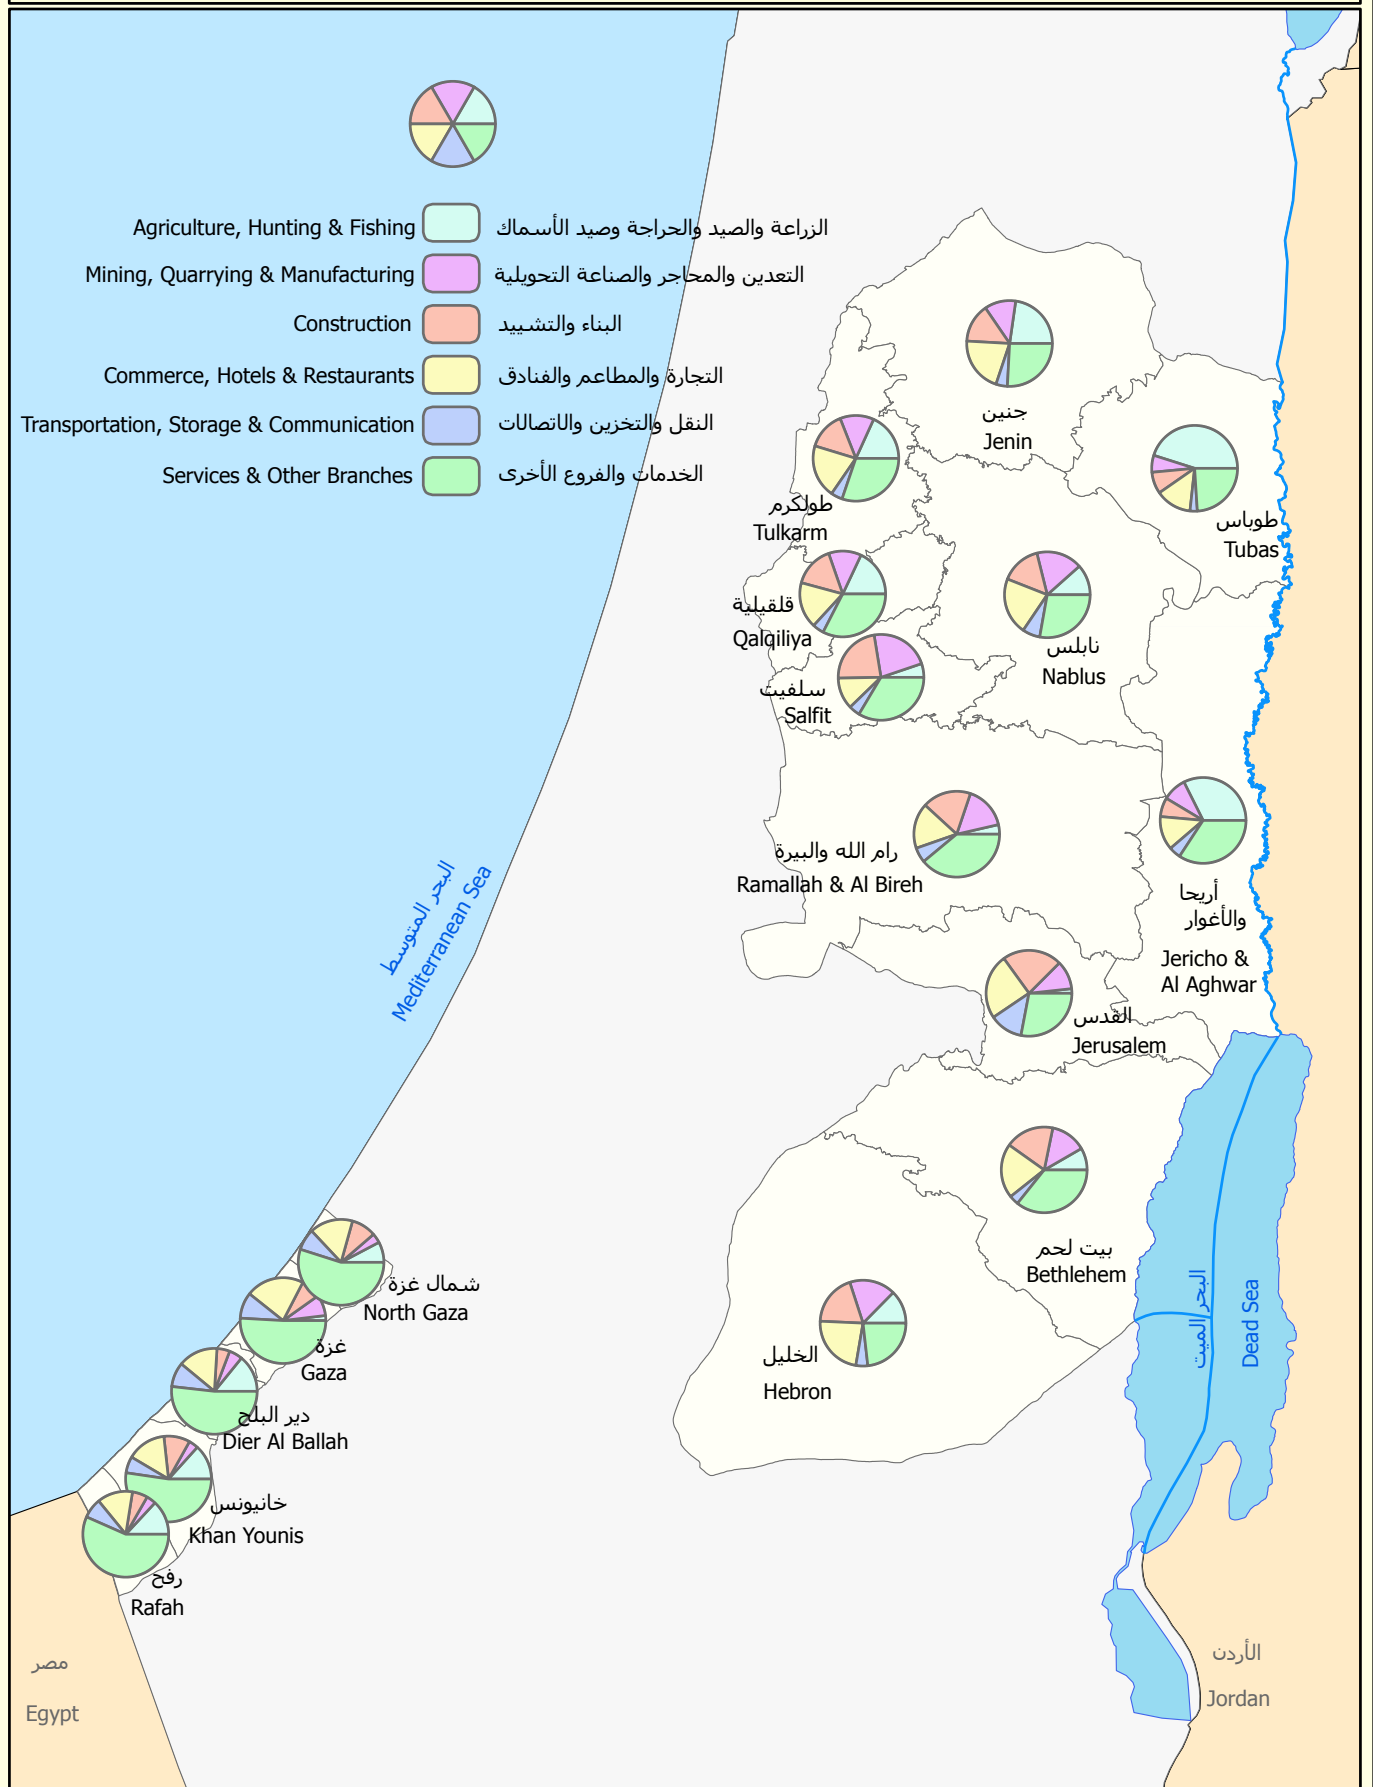 Agriculture, Hunting & Fishing الزراعة والصيد والحراجة وصيد الأسماك
Mining, Quarrying & Manufacturing التعدين والمحاجر والصناعة التحويلية
Construction البناء والتشييد
Commerce, Hotels & Restaurants التجارة والمطاعم والفنادق
Transportation, Storage & Communication النقل والتخزين والاتصالات
Services & Other Branches الخدمات والفروع الأخرى
جنين
Jenin
طولكرم
Tulkarm
طوباس
Tubas
قلقيلية
Qalqiliya
نابلس
Nablus
سلفيت
Salfit
رام الله والبيرة
Ramallah & Al Bireh
أريحا
والأغوار
Jericho &
Al Aghwar
البحر المتوسط
Mediterranean Sea
القدس
Jerusalem
بيت لحم
Bethlehem
الخليل
Hebron
البحر الميت
Dead Sea
شمال غزة
North Gaza
غزة
Gaza
دير البلح
Dier Al Ballah
خانيونس
Khan Younis
رفح
Rafah
مصر
Egypt
الأردن
Jordan